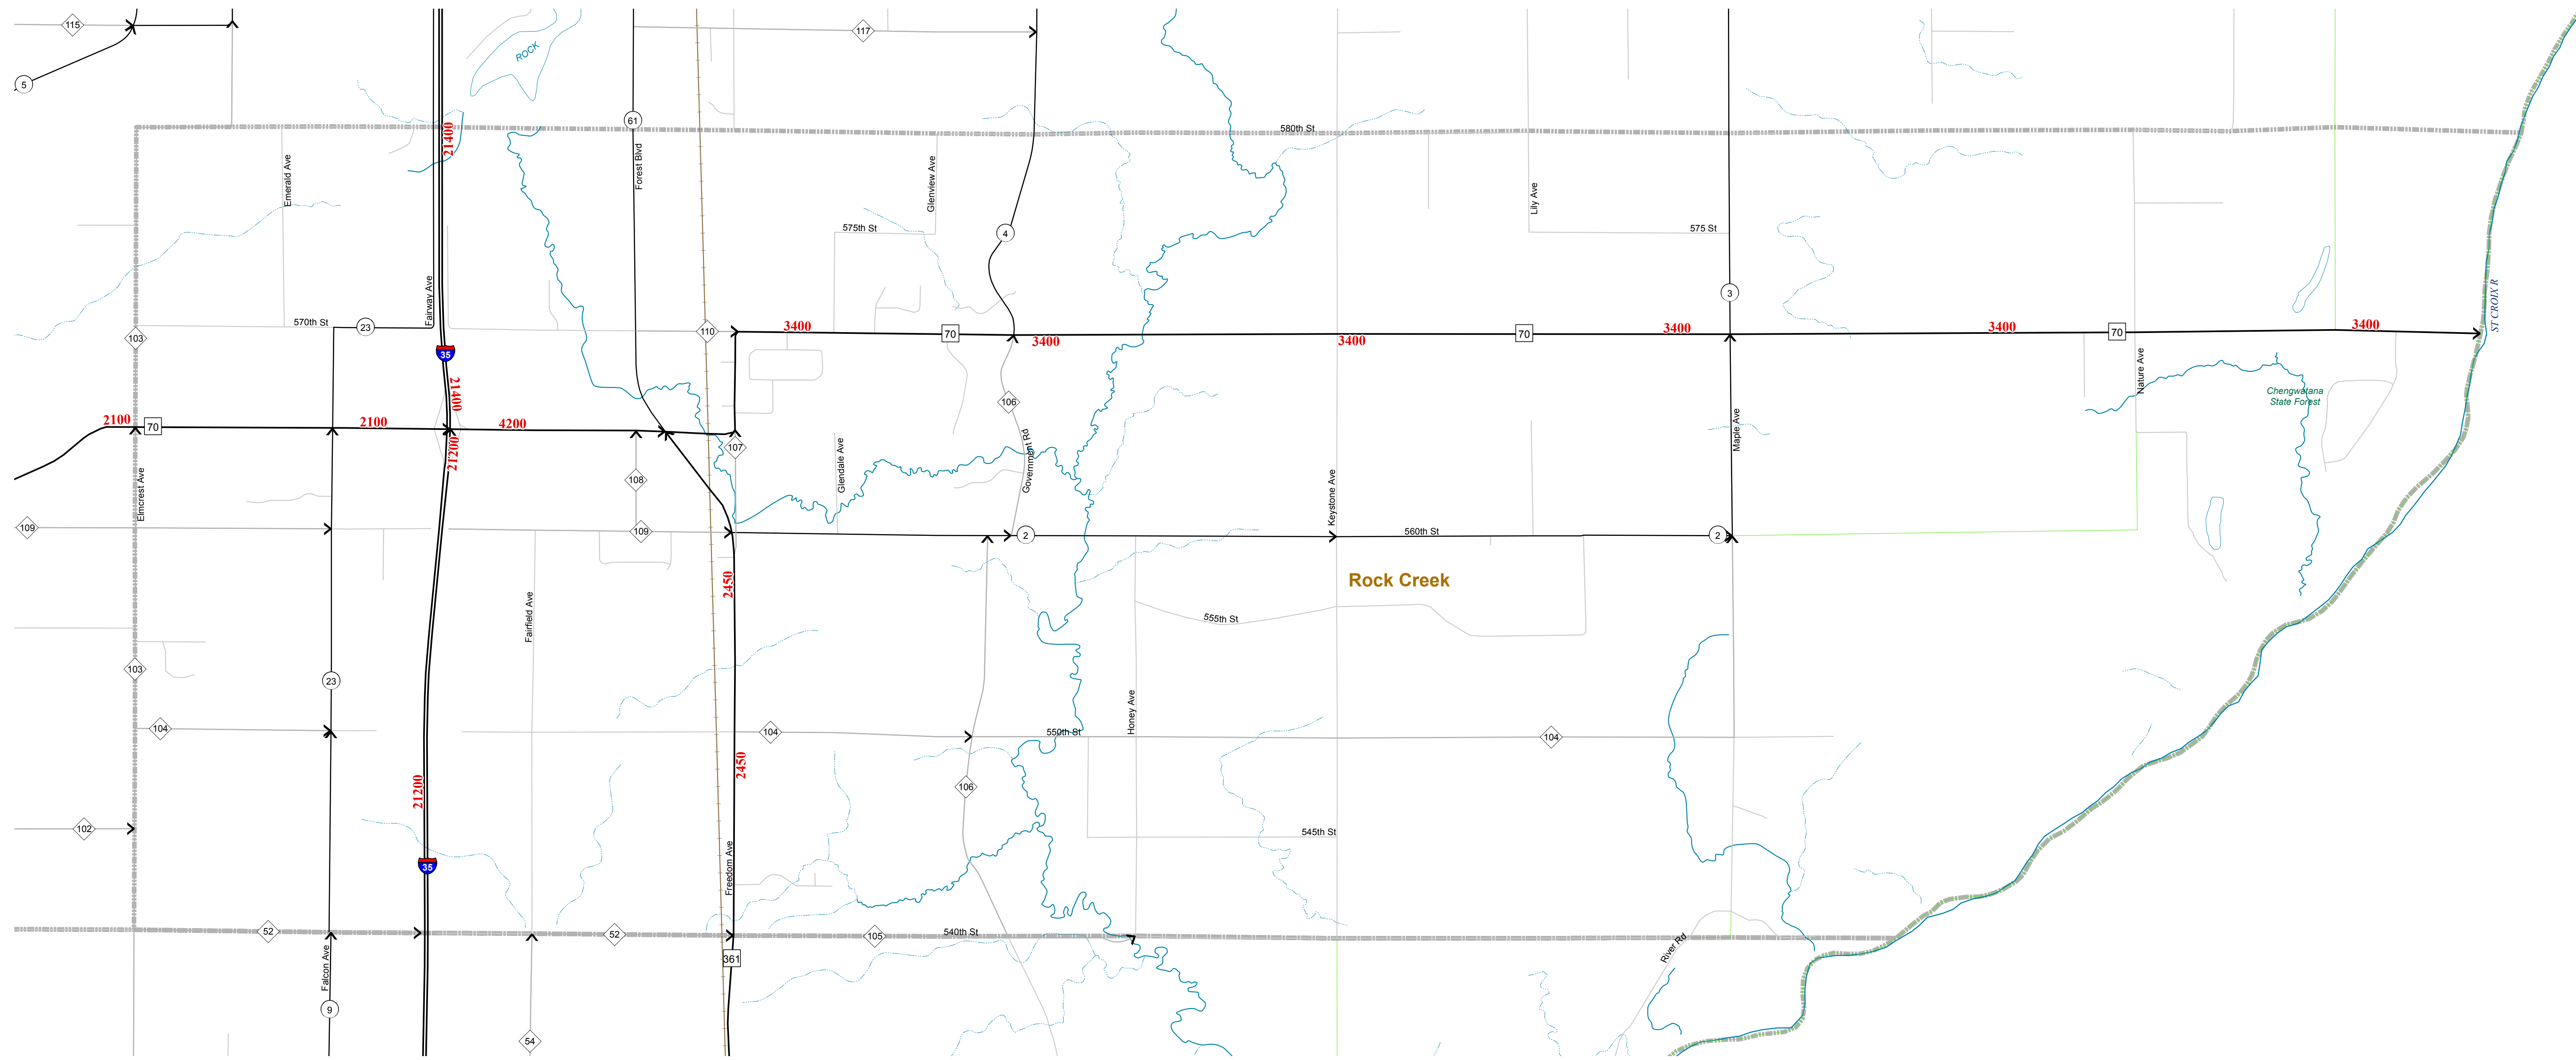 115
117
ROCK
5
61
21400
580th St
Emerald Ave
Forest Blvd
Glenview Ave
Lily Ave
575th St
4
575 St
Fairway Ave
3
ST CROIX R
570th St
23
110
3400
70
3400
3400
70
3400
3400
70
3400
103
35
21400
Nature Ave
Chengwatana
State Forest
106
2100
70
2100
4200
Maple Ave
21200
107
Glendale Ave
Government Rd
108
Elmcrest Ave
Keystone Ave
109
109
2
560th St
2
2450
Rock Creek
Fairfield Ave
555th St
103
23
Honey Ave
104
104
550th St
104
2450
21200
106
102
545th St
35
Freedom Ave
52
52
105
540th St
River Rd
361
Falcon Ave
9
54